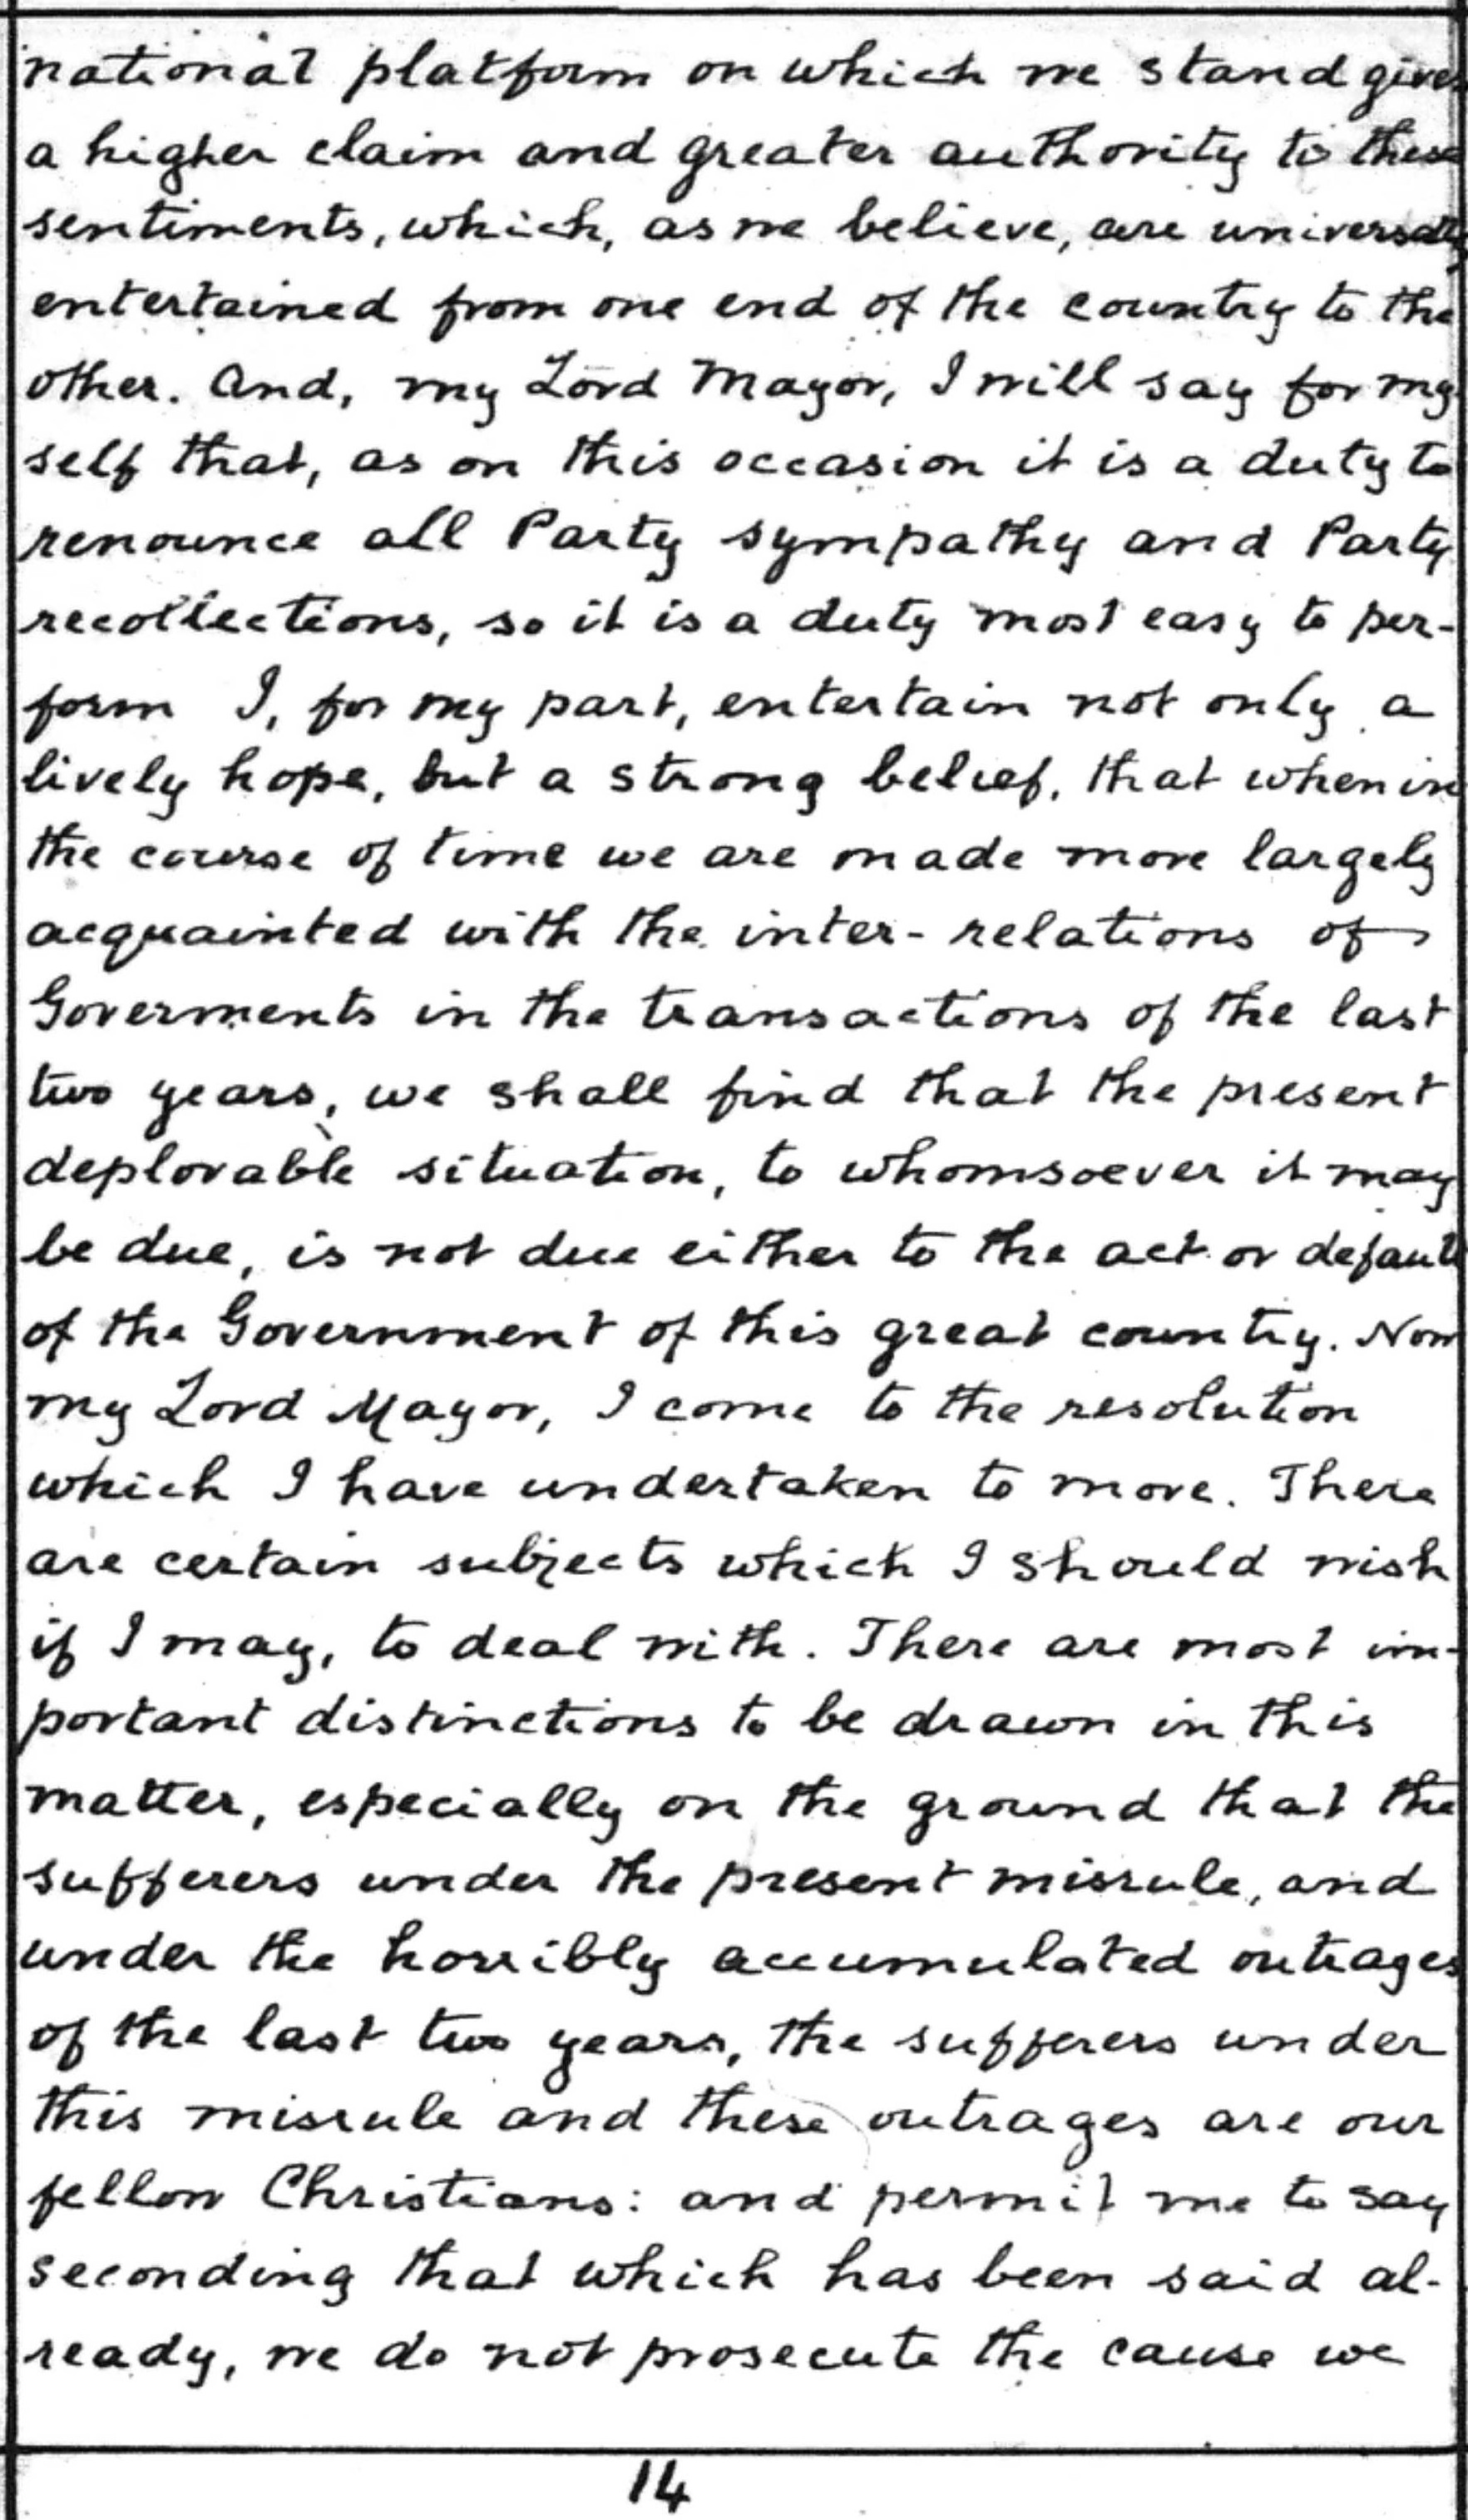 national platform on which we stand gives
a higher claim and greater authority to these
sentiments, which, as we believe, are universally
entertained from one end of the country to the
other. And, my Lord Mayor, I will say for my
self that, as on this occasion it is a duty to
renounce all Party sympathy and Party
recollections, so it is a duty most easy to per-
form I, for my part, entertain not only a
lively hope, but a strong belief, that when in
the course of time we are made more largely
acquainted with the inter-relations of
Goverments in the transactions of the last
two years, we shall find that the present
deplorable situation, to whomsoever it may
be due, is not due either to the act or default
of the Government of this great country. Now
my Lord Mayor, I come to the resolution
which I have undertaken to move. There
are certain subjects which I should wish
if I may, to deal with. There are most im-
portant distinctions to be drawn in this
matter, especially on the ground that the
sufferers under the present misrule, and
under the horribly accumulated outrages
of the last two years, the sufferers under
this misrule and these outrages are our
fellow Christians: and permit me to say
seconding that which has been said al-
ready, we do not prosecute the cause we
14